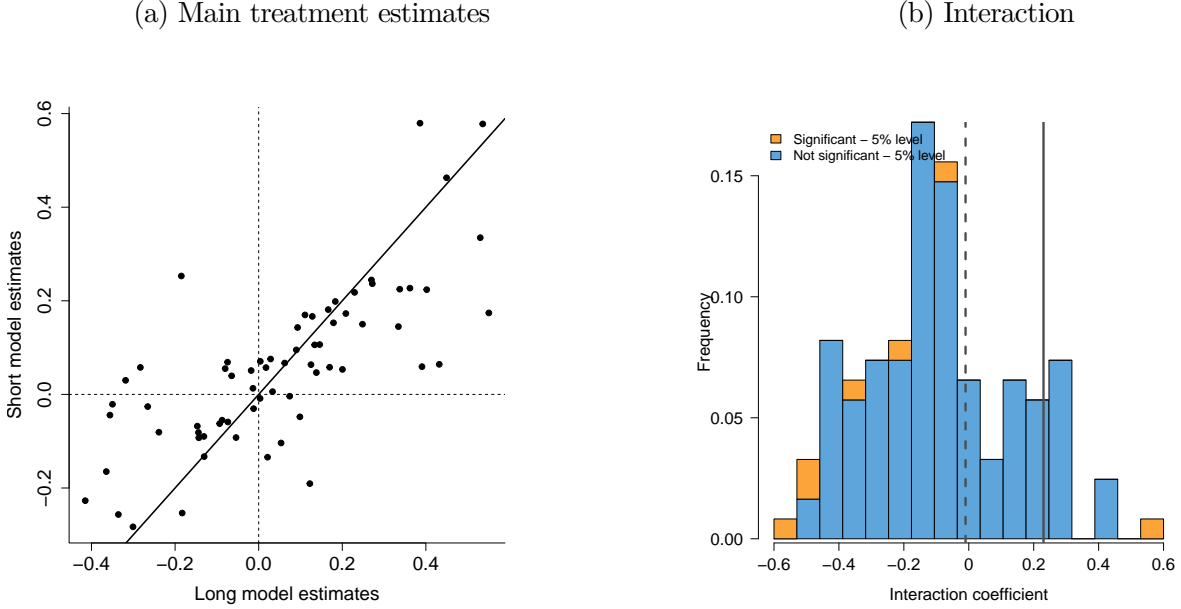 (a) Main treatment estimates
(b) Interaction
Short model estimates
0.6
0.4
0.2
0.0
−0.2
−0.4 −0.2 0.0 0.2 0.4
Long model estimates
Significant − 5% level
Not significant − 5% level
Frequency
0.15
0.10
0.05
0.00
−0.6 −0.4 −0.2 0 0.2 0.4 0.6
Interaction coefficient